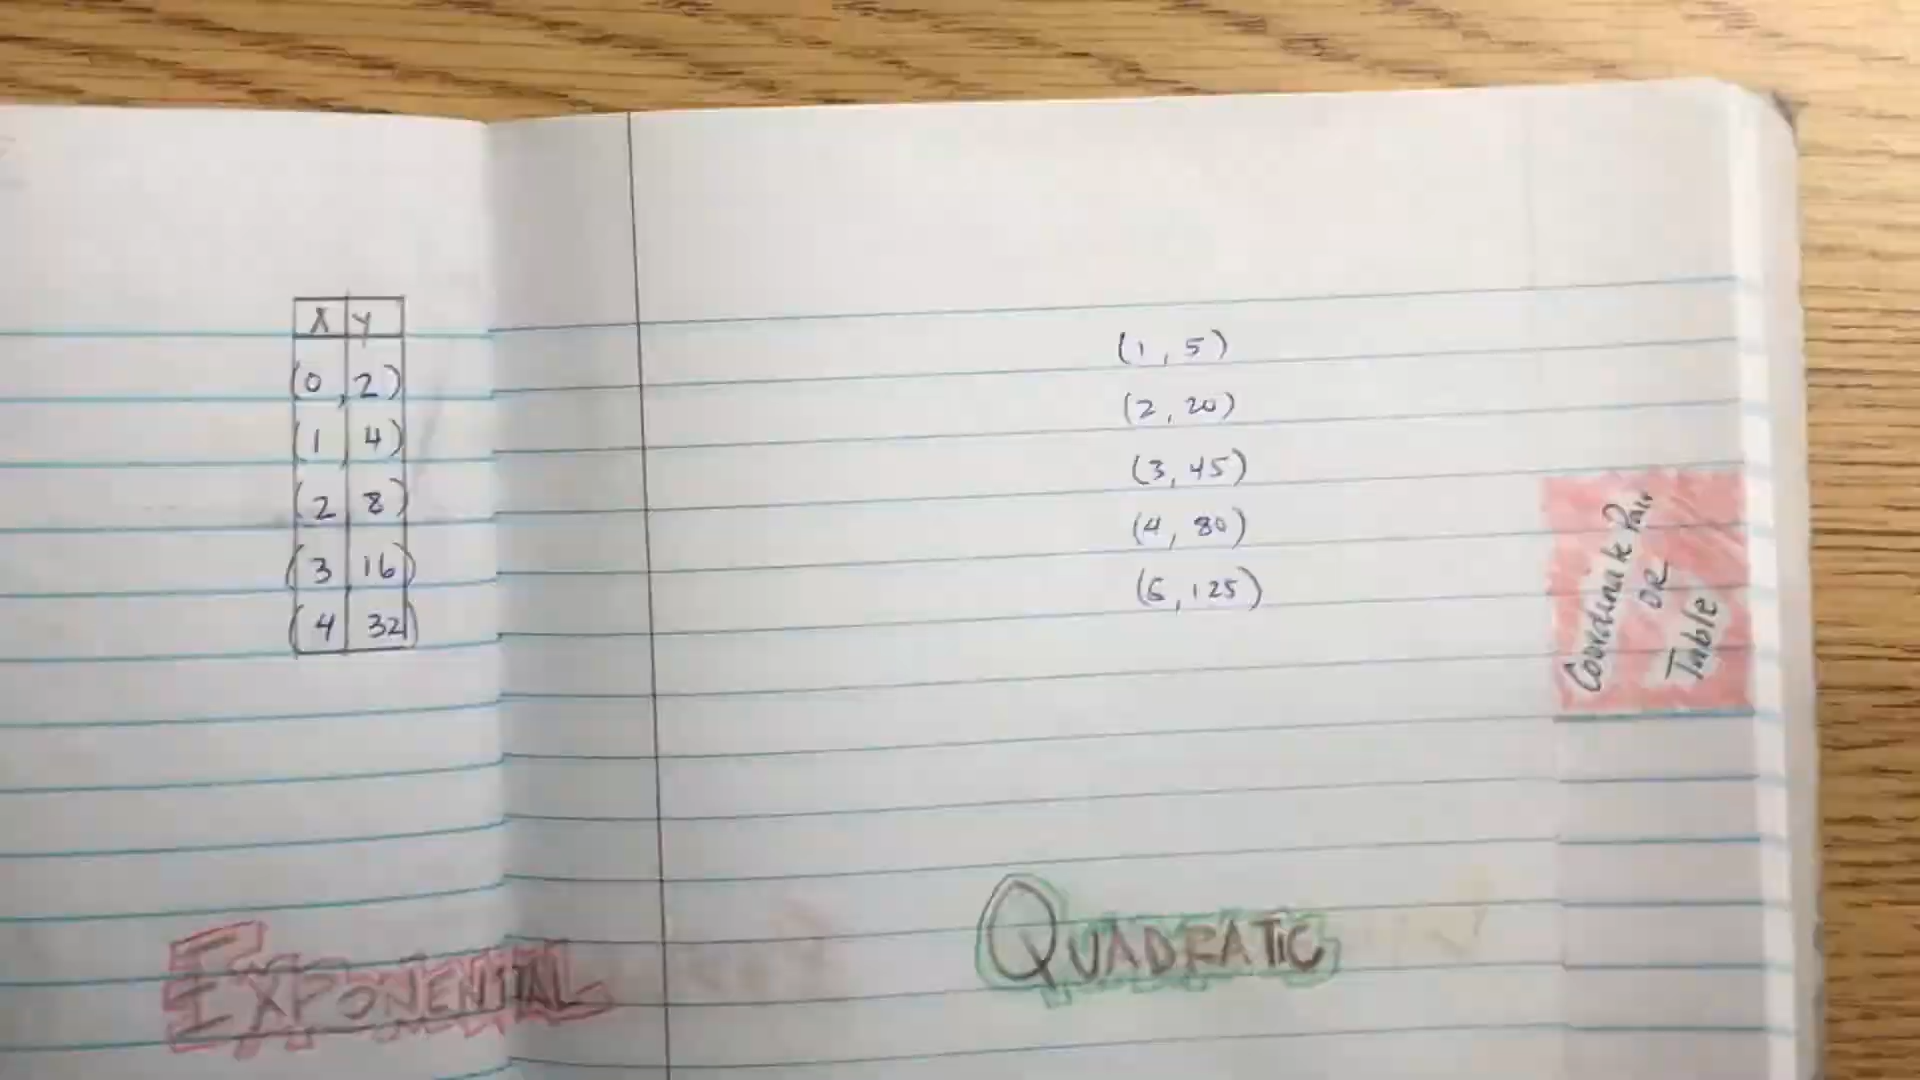 X Y
(0, 2)
(1, 4)
(2 8)
(3 16)
(4 32)
EXPONENTIAL
(1, 5)
(2, 20)
(3, 45)
(4, 80)
(5, 125)
QUADRATIC
Coordinate Pair
OR
Table